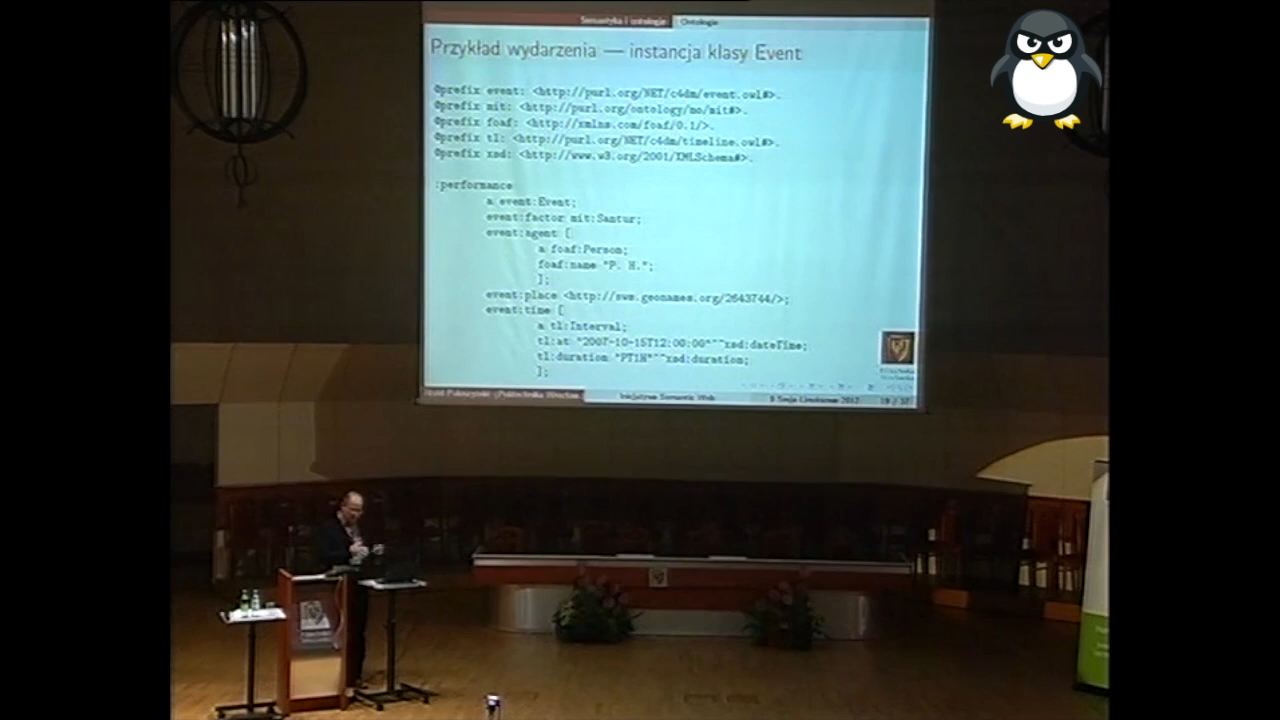 Semantyka i ontologie Ontologie
Przykład wydarzenia — instancja klasy Event
@prefix event: <http://purl.org/NET/c4dm/event.owl#>.
@prefix mit: <http://purl.org/ontology/mo/mit#>.
@prefix foaf: <http://xmlns.com/foaf/0.1/>.
@prefix tl: <http://purl.org/NET/c4dm/timeline.owl#>.
@prefix xsd: <http://www.w3.org/2001/XMLSchema#>.
:performance
a event:Event;
event:factor mit:Santur;
event:agent [
a foaf:Person;
foaf:name "P. H.";
];
event:place <http://sws.geonames.org/2643744/>;
event:time [
a tl:Interval;
tl:at "2007-10-15T12:00:00"^^xsd:dateTime;
tl:duration "PT1H"^^xsd:duration;
];
Inicjatywa Semantic Web
19 / 37